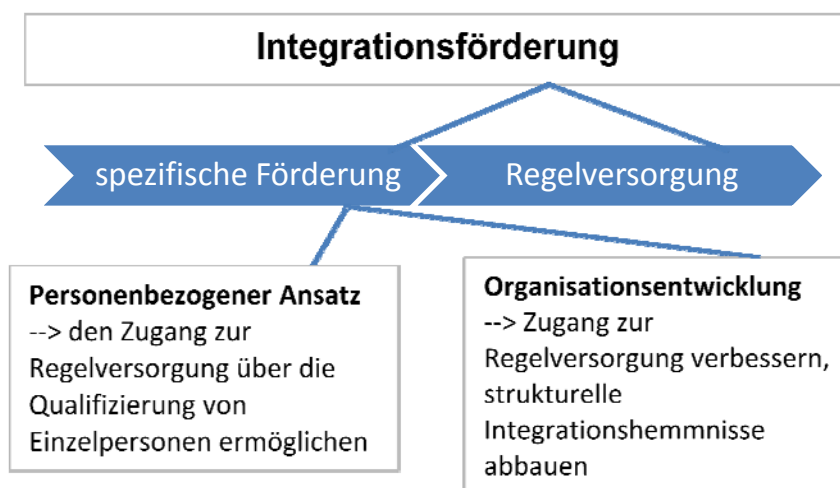 Integrationsförderung
spezifische Förderung
Regelversorgung
Personenbezogener Ansatz
--> den Zugang zur
Regelversorgung über die
Qualifizierung von
Einzelpersonen ermöglichen
Organisationsentwicklung
--> Zugang zur
Regelversorgung verbessern,
strukturelle
Integrationshemmnisse
abbauen